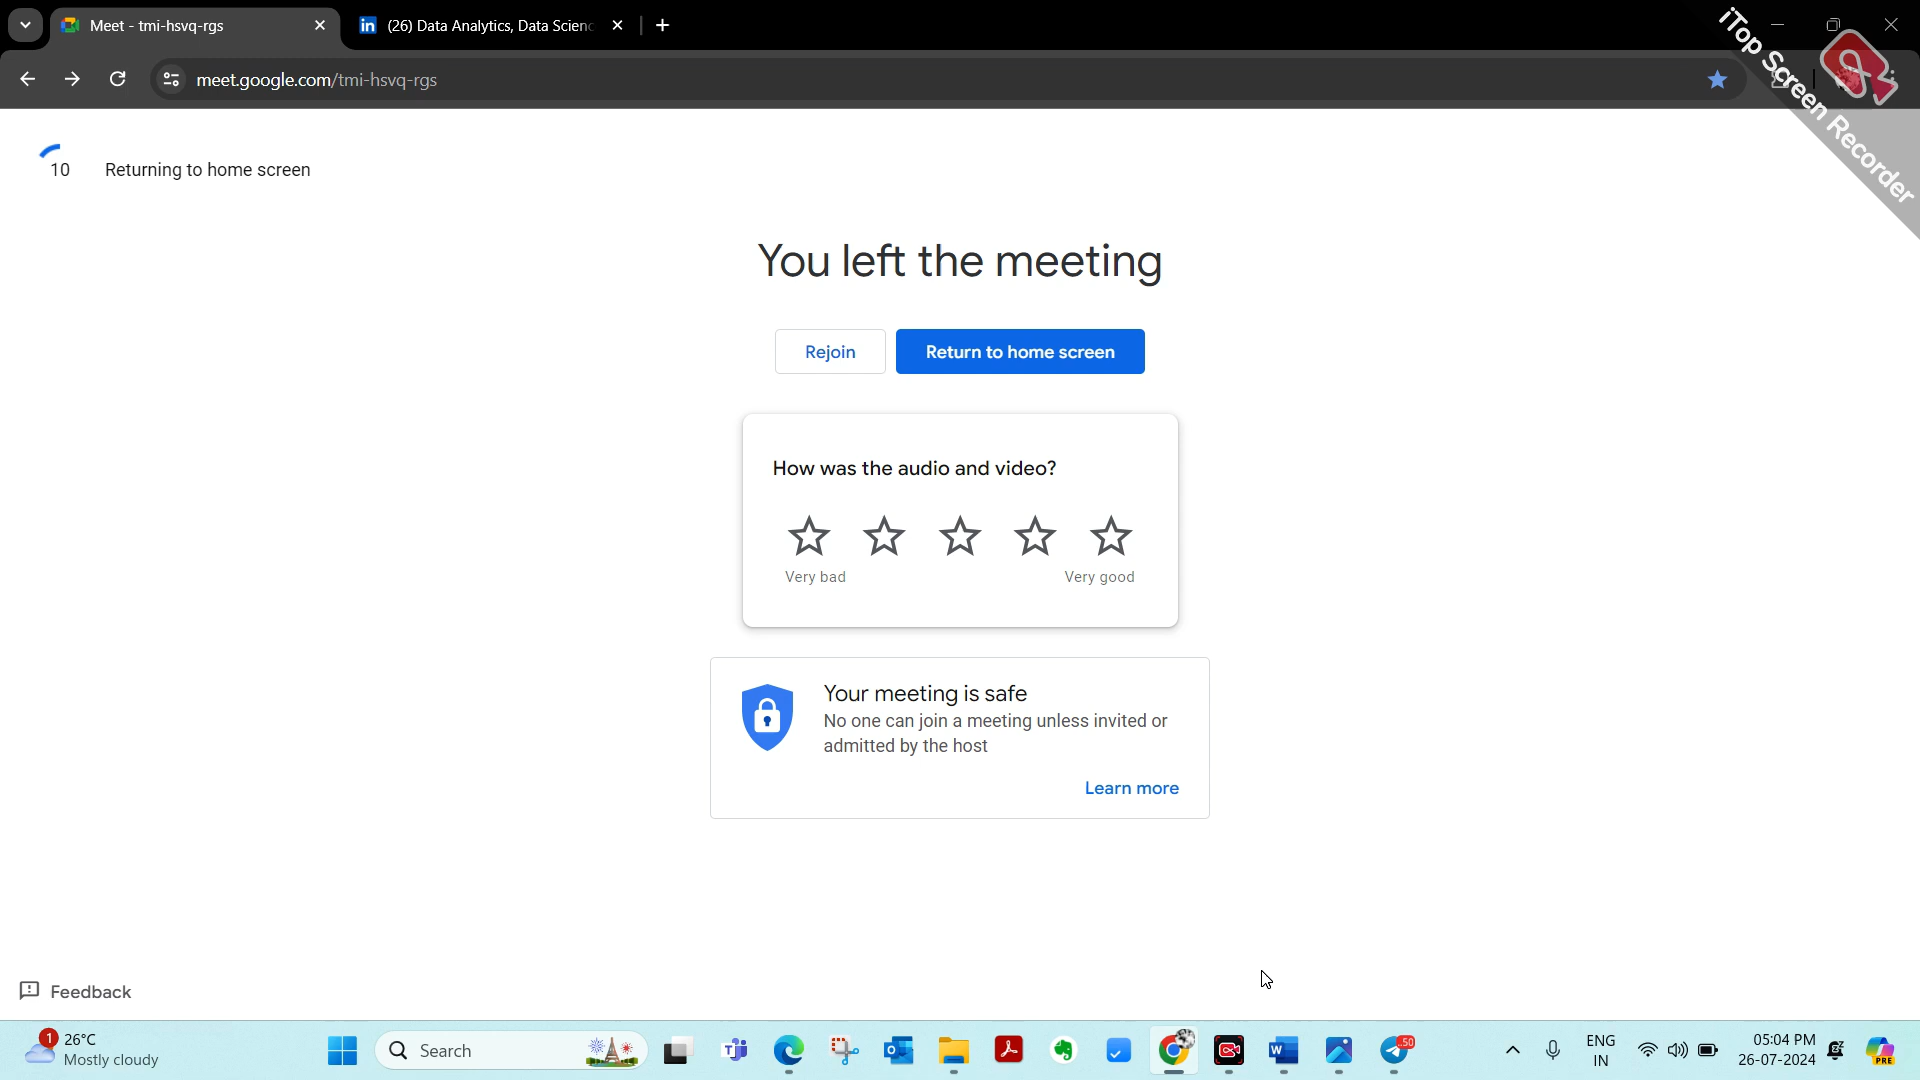 Meet - tmi-hsvq-rgs
(26) Data Analytics, Data Scienc
meet.google.com/tmi-hsvq-rgs
iTop Screen Recorder
10 Returning to home screen
You left the meeting
Rejoin
Return to home screen
How was the audio and video?
Very bad
Very good
Your meeting is safe
No one can join a meeting unless invited or
admitted by the host
Learn more
Feedback
1
26°C
Mostly cloudy
Search
50
ENG
IN
05:04 PM
26-07-2024
PRE